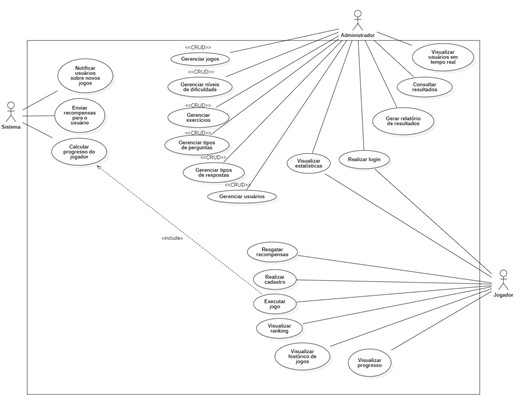 Administrador
<<CRUD>>
Gerenciar jogos
<<CRUD>>
Gerenciar níveis
de dificuldade
<<CRUD>>
Gerenciar
exercícios
<<CRUD>>
Gerenciar tipos
de perguntas
<<CRUD>>
Gerenciar tipos
de respostas
<<CRUD>>
Gerenciar usuários
Visualizar
usuários em
tempo real
Consultar
resultados
Gerar relatório
de resultados
Realizar login
Visualizar
estatísticas
Notificar
usuários
sobre novos
jogos
Enviar
recompensas
para o
usuário
Calcular
progresso do
jogador
Sistema
«include»
Resgatar
recompensas
Realizar
cadastro
Executar
jogo
Visualizar
ranking
Visualizar
histórico de
jogos
Visualizar
progresso
Jogador